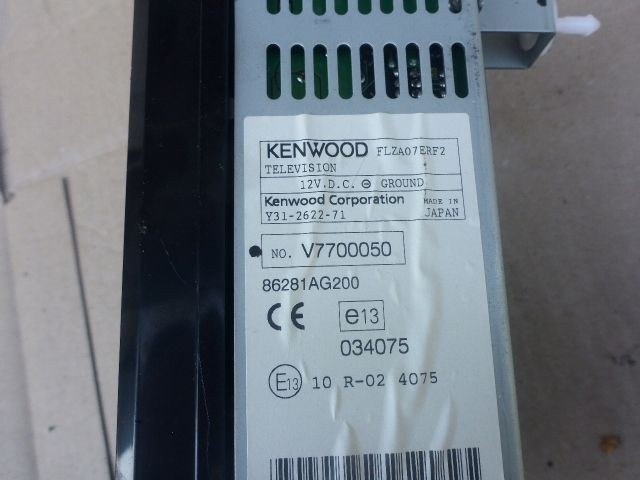 KENWOOD FLZA07ERF2
TELEVISION
12V.D.C. ⊖ GROUND
Kenwood Corporation MADE IN JAPAN
Y31-2622-71
NO. V7700050
86281AG200
CE e13
034075
E13 10 R-02 4075